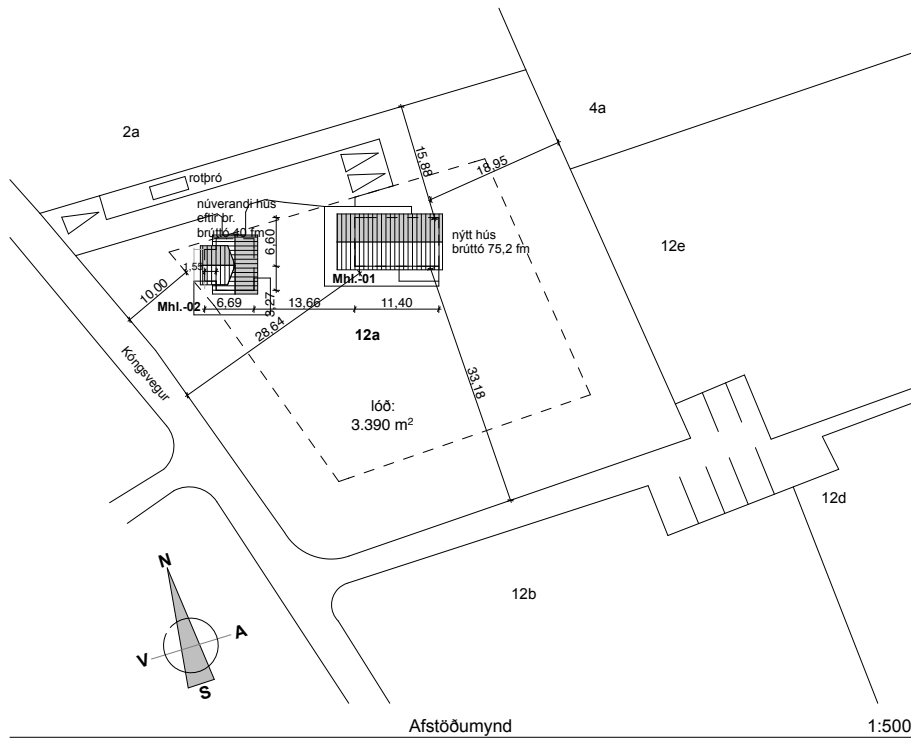 4a
2a
15,88
18,95
rotþró
núverandi hús
eftir br.
brúttó 40 fm
nýtt hús
brúttó 75,2 fm
12e
6,60
1,55
10,00
Mhl.-01
Mhl.-02
6,69
3,27
13,66
11,40
28,64
12a
Kóngsvegur
33,18
lóð:
3.390 m²
12d
12b
N
A
V
S
Afstöðumynd
1:500